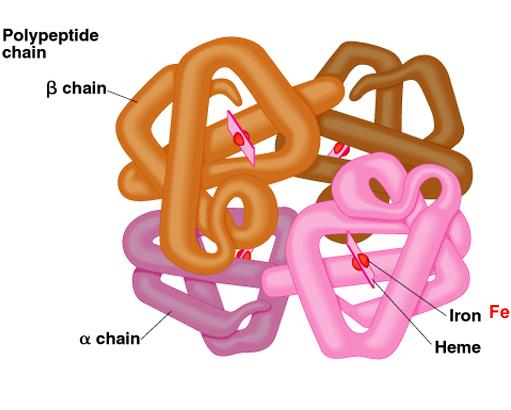 Polypeptide
chain
β chain
α chain
Iron Fe
Heme